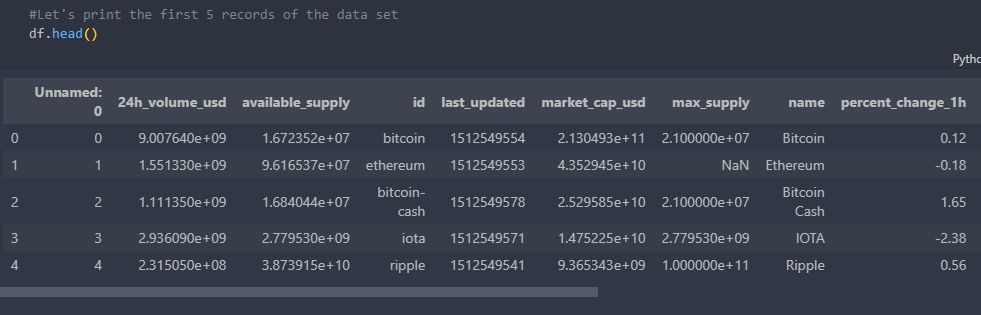 #Let's print the first 5 records of the data set
df.head()
Pytho
Unnamed: 0 24h_volume_usd available_supply id last_updated market_cap_usd max_supply name percent_change_1h
0 0 9.007640e+09 1.672352e+07 bitcoin 1512549554 2.130493e+11 2.100000e+07 Bitcoin 0.12
1 1 1.551330e+09 9.616537e+07 ethereum 1512549553 4.352945e+10 NaN Ethereum -0.18
2 2 1.111350e+09 1.684044e+07 bitcoin-cash 1512549578 2.529585e+10 2.100000e+07 Bitcoin Cash 1.65
3 3 2.936090e+09 2.779530e+09 iota 1512549571 1.475225e+10 2.779530e+09 IOTA -2.38
4 4 2.315050e+08 3.873915e+10 ripple 1512549541 9.365343e+09 1.000000e+11 Ripple 0.56